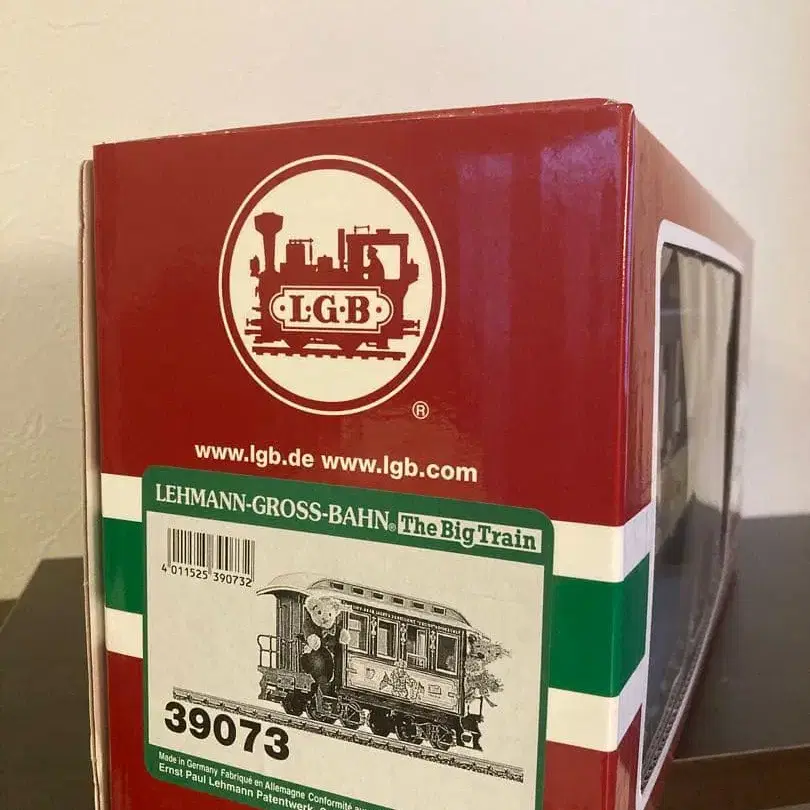 L·G·B
®
www.lgb.de www.lgb.com
LEHMANN-GROSS-BAHN® The Big Train
4 011525 390732
39073
Made in Germany Fabriqué en Allemagne Conformité
Ernst Paul Lehmann Patentwerk